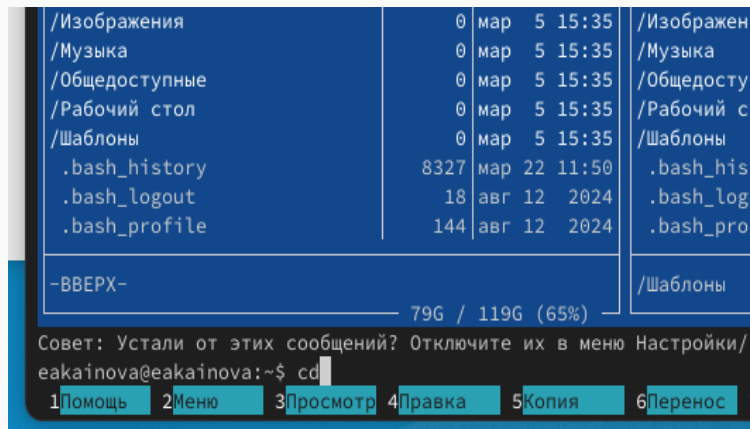 /Изображения 0 мар 5 15:35 /Изображен
/Музыка 0 мар 5 15:35 /Музыка
/Общедоступные 0 мар 5 15:35 /Общедосту
/Рабочий стол 0 мар 5 15:35 /Рабочий с
/Шаблоны 0 мар 5 15:35 /Шаблоны
.bash_history 8327 мар 22 11:50 .bash_his
.bash_logout 18 авг 12 2024 .bash_log
.bash_profile 144 авг 12 2024 .bash_pro
-ВВЕРХ- /Шаблоны
79G / 119G (65%)
Совет: Устали от этих сообщений? Отключите их в меню Настройки/
eakainova@eakainova:~$ cd
1Помощь 2Меню 3Просмотр 4Правка 5Копия 6Перенос